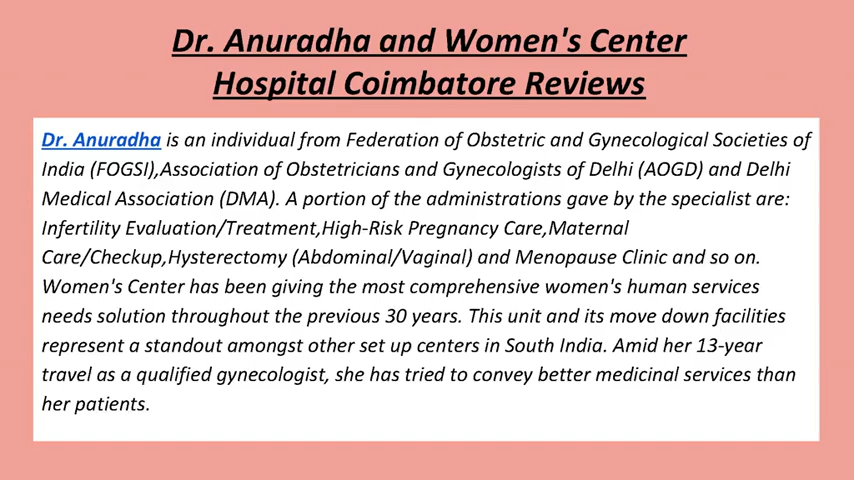 Dr. Anuradha and Women's Center
Hospital Coimbatore Reviews
Dr. Anuradha is an individual from Federation of Obstetric and Gynecological Societies of
India (FOGSI),Association of Obstetricians and Gynecologists of Delhi (AOGD) and Delhi
Medical Association (DMA). A portion of the administrations gave by the specialist are:
Infertility Evaluation/Treatment,High-Risk Pregnancy Care,Maternal
Care/Checkup,Hysterectomy (Abdominal/Vaginal) and Menopause Clinic and so on.
Women's Center has been giving the most comprehensive women's human services
needs solution throughout the previous 30 years. This unit and its move down facilities
represent a standout amongst other set up centers in South India. Amid her 13-year
travel as a qualified gynecologist, she has tried to convey better medicinal services than
her patients.